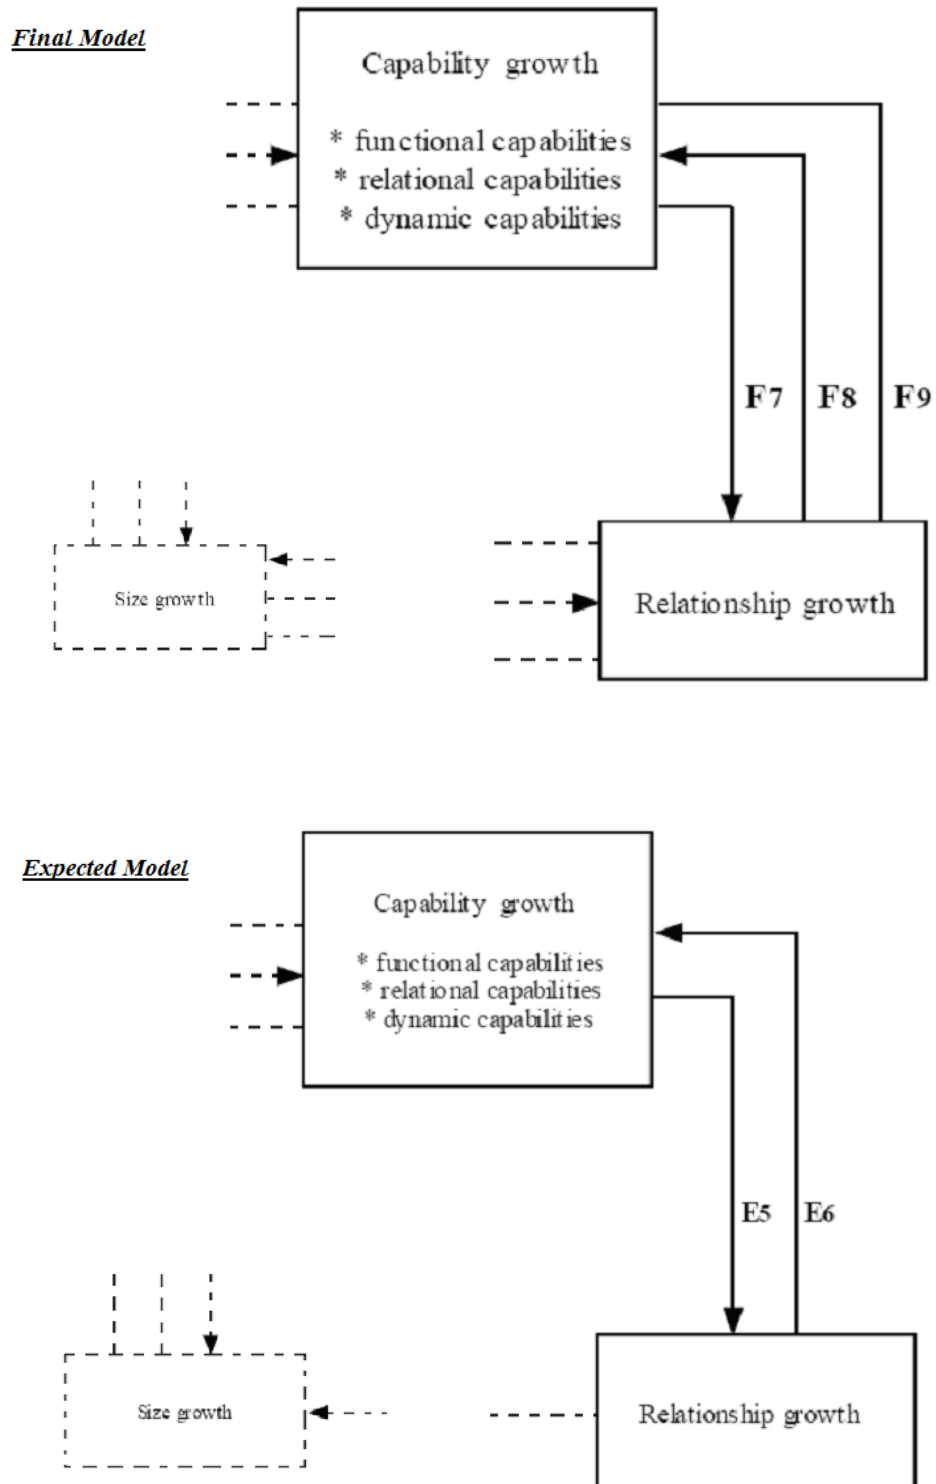 Final Model
Capability growth
* functional capabilities
* relational capabilities
* dynamic capabilities
F7 F8 F9
Size growth
Relationship growth
Expected Model
Capability growth
* functional capabilities
* relational capabilities
* dynamic capabilities
E5 E6
Size growth
Relationship growth